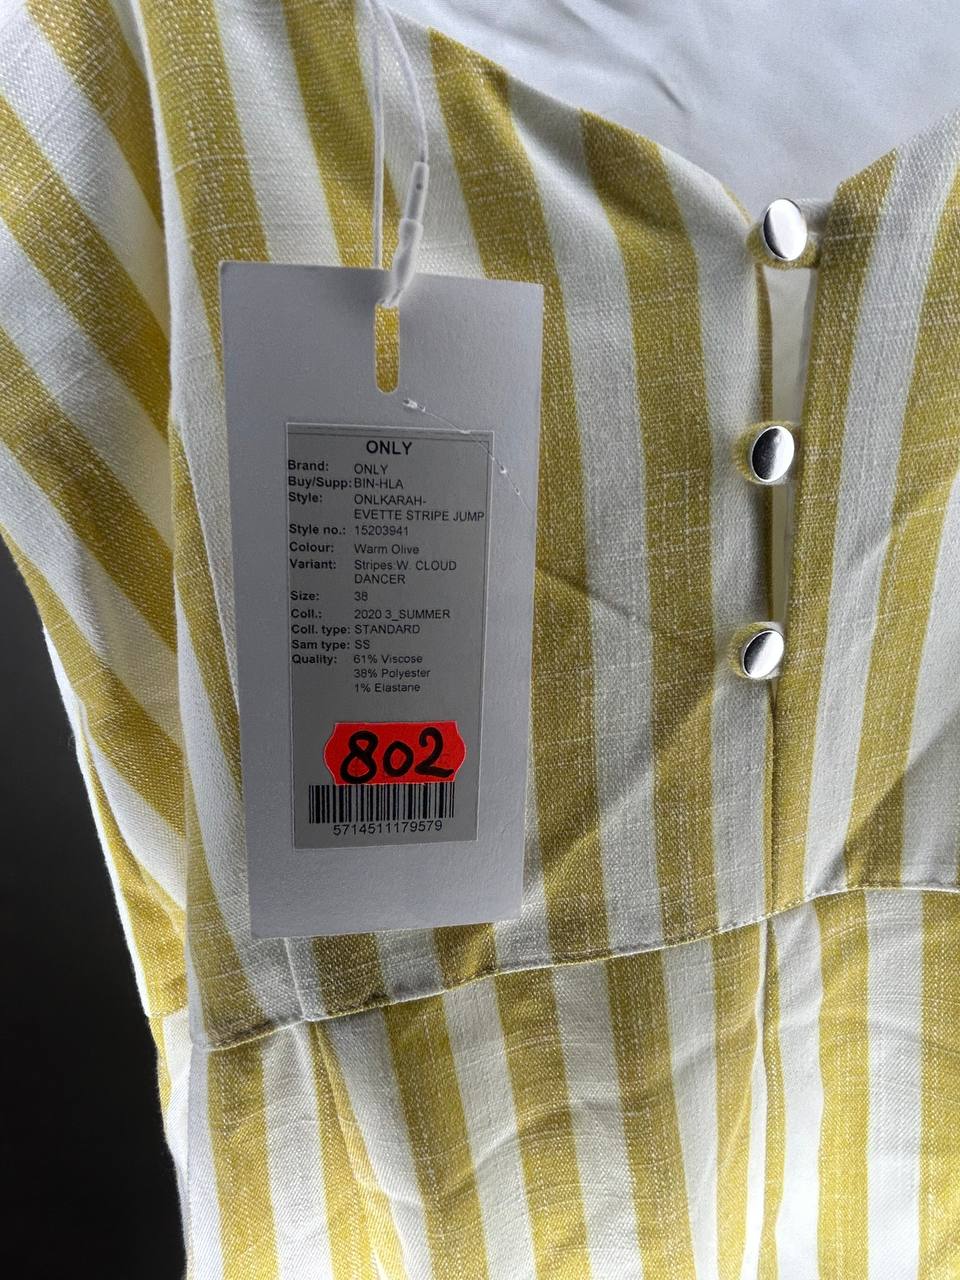 ONLY
Brand: ONLY
Buy/Supp: BIN-HLA
Style: ONLKARAH-
EVETTE STRIPE JUMP
Style no.: 15203941
Colour: Warm Olive
Variant: Stripes:W. CLOUD
DANCER
Size: 38
Coll.: 2020 3_SUMMER
Coll. type: STANDARD
Sam type: SS
Quality: 61% Viscose
38% Polyester
1% Elastane
802
5714511179579